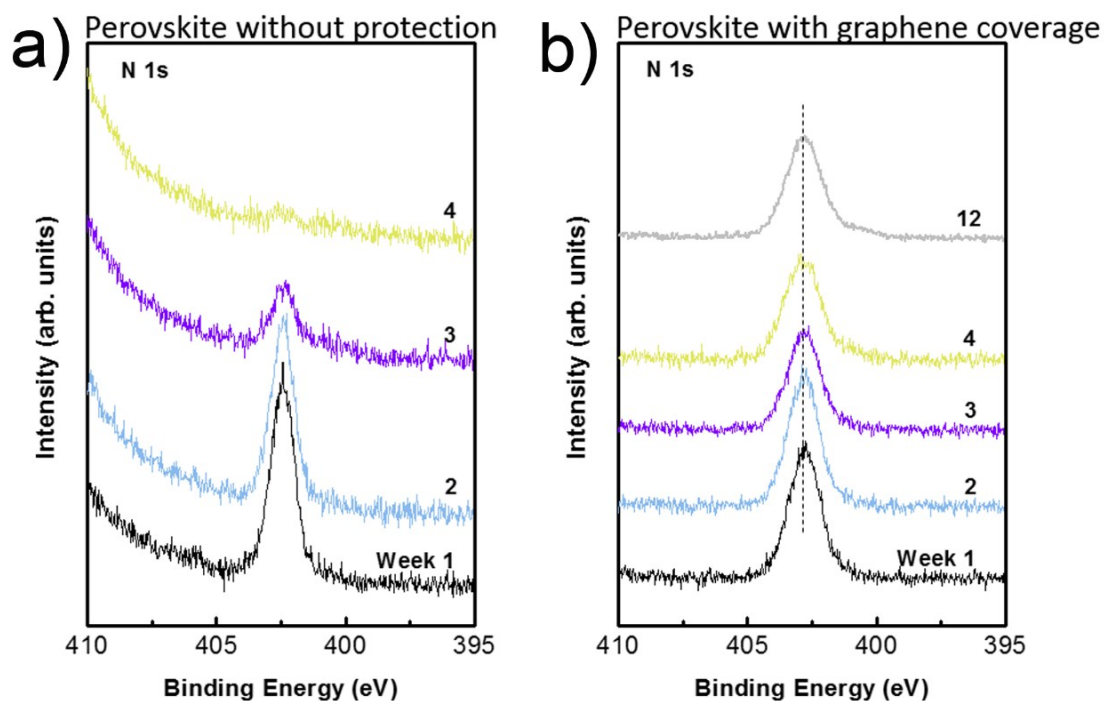 a) Perovskite without protection
N 1s
4
3
2
Week 1
Intensity (arb. units)
410 405 400 395
Binding Energy (eV)
b) Perovskite with graphene coverage
N 1s
12
4
3
2
Week 1
Intensity (arb. units)
410 405 400 395
Binding Energy (eV)